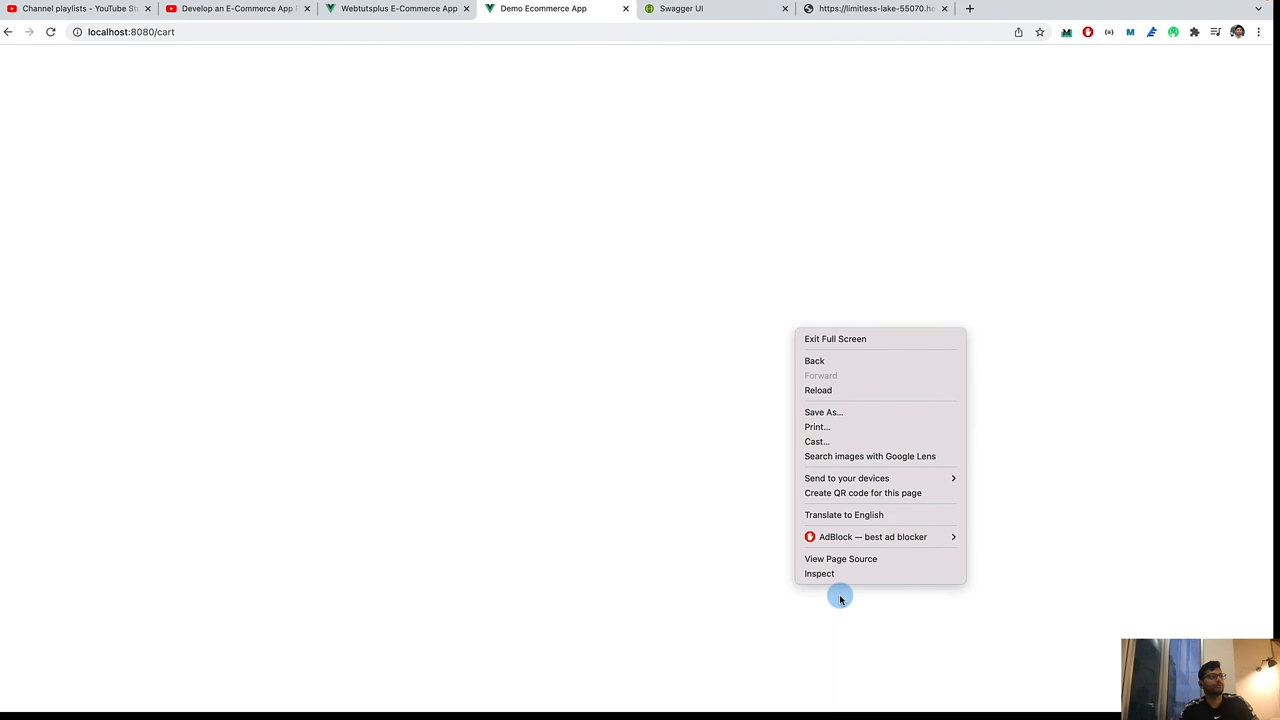 Channel playlists - YouTube St
Develop an E-Commerce App
Webtutsplus E-Commerce App
Demo Ecommerce App
Swagger UI
https://limitless-lake-55070.he
localhost:8080/cart
Exit Full Screen
Back
Forward
Reload
Save As...
Print...
Cast...
Search images with Google Lens
Send to your devices
Create QR code for this page
Translate to English
AdBlock — best ad blocker
View Page Source
Inspect